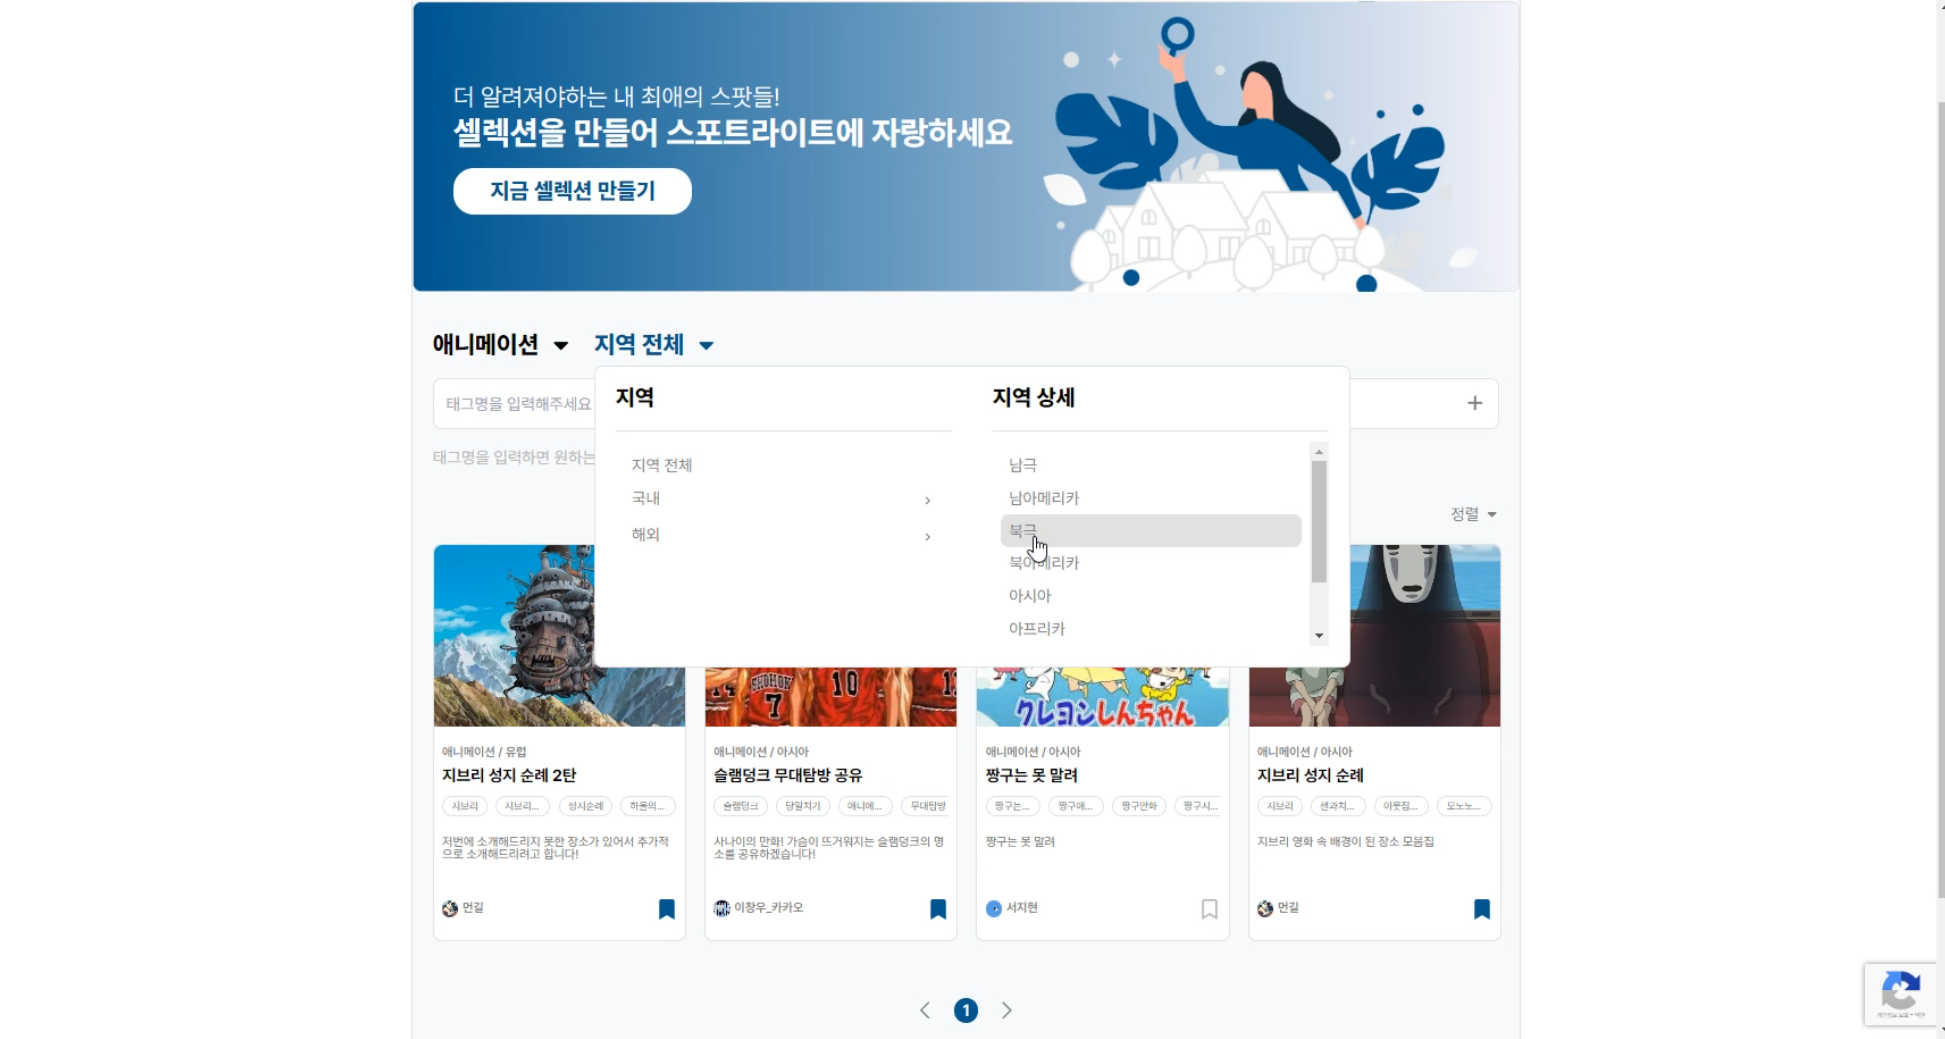 더 알려져야하는 내 최애의 스팟들!
셀렉션을 만들어 스포트라이트에 자랑하세요
지금 셀렉션 만들기
애니메이션
지역 전체
태그명을 입력해주세요
태그명을 입력하면 원하는
지역
지역 전체
국내
해외
지역 상세
남극
남아메리카
북극
북아메리카
아시아
아프리카
정렬
SHOHOK
7
10
クレヨンしんちゃん
애니메이션 / 유럽
지브리 성지 순례 2탄
지브리 지브리... 성지순례 하울의...
저번에 소개해드리지 못한 장소가 있어서 추가적
으로 소개해드리려고 합니다!
먼길
애니메이션 / 아시아
슬램덩크 무대탐방 공유
슬램덩크 당일치기 애니메... 무대탐방
사나이의 만화! 가슴이 뜨거워지는 슬램덩크의 명
소를 공유하겠습니다!
이창우_카카오
애니메이션 / 아시아
짱구는 못 말려
짱구는... 짱구애... 짱구만화 짱구시...
짱구는 못 말려
서지현
애니메이션 / 아시아
지브리 성지 순례
지브리 센과치... 이웃집... 모노노...
지브리 영화 속 배경이 된 장소 모음집
먼길
1